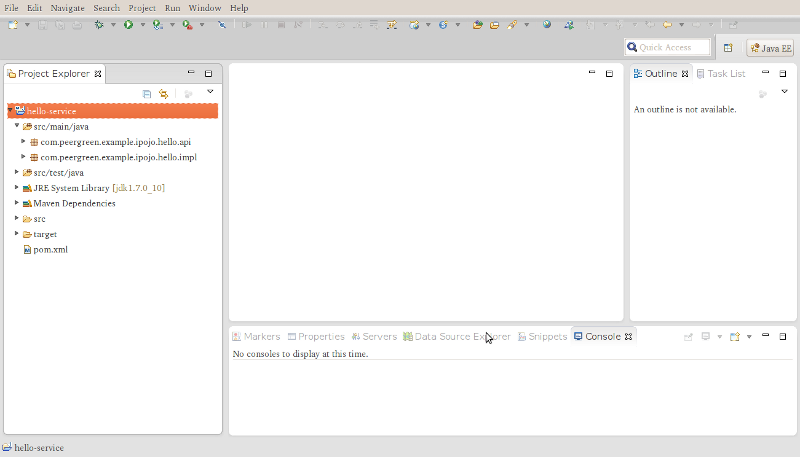 File Edit Navigate Search Project Run Window Help
Quick Access
Java EE
Project Explorer
hello-service
src/main/java
com.peergreen.example.ipojo.hello.api
com.peergreen.example.ipojo.hello.impl
src/test/java
JRE System Library [jdk1.7.0_10]
Maven Dependencies
src
target
pom.xml
Outline Task List
An outline is not available.
Markers Properties Servers Data Source Explorer Snippets Console
No consoles to display at this time.
hello-service